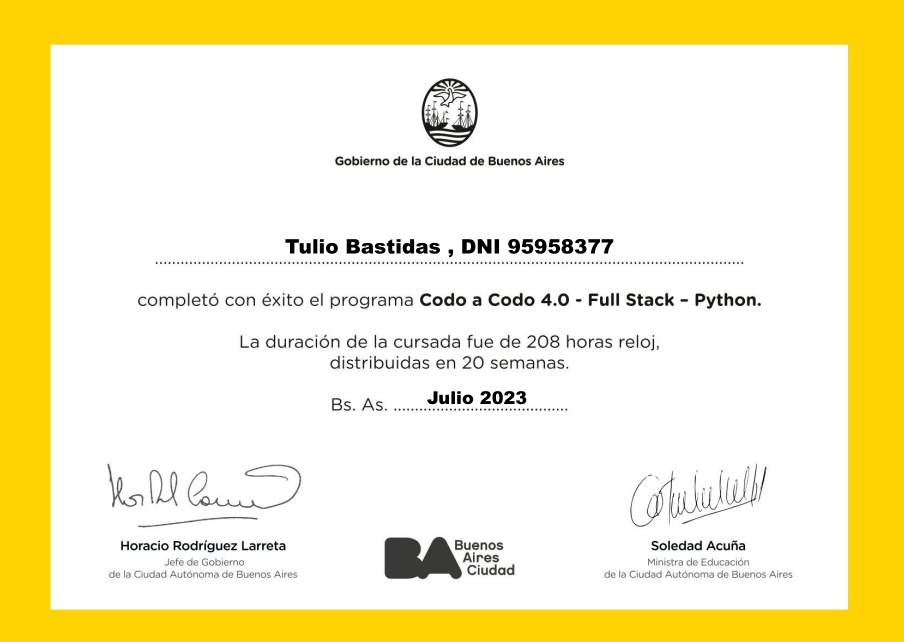 Gobierno de la Ciudad de Buenos Aires
Tulio Bastidas , DNI 95958377
completó con éxito el programa Codo a Codo 4.0 - Full Stack – Python.
La duración de la cursada fue de 208 horas reloj,
distribuidas en 20 semanas.
Bs. As. Julio 2023
Horacio Rodríguez Larreta
Jefe de Gobierno
de la Ciudad Autónoma de Buenos Aires
BA Buenos
Aires
Ciudad
Soledad Acuña
Ministra de Educación
de la Ciudad Autónoma de Buenos Aires